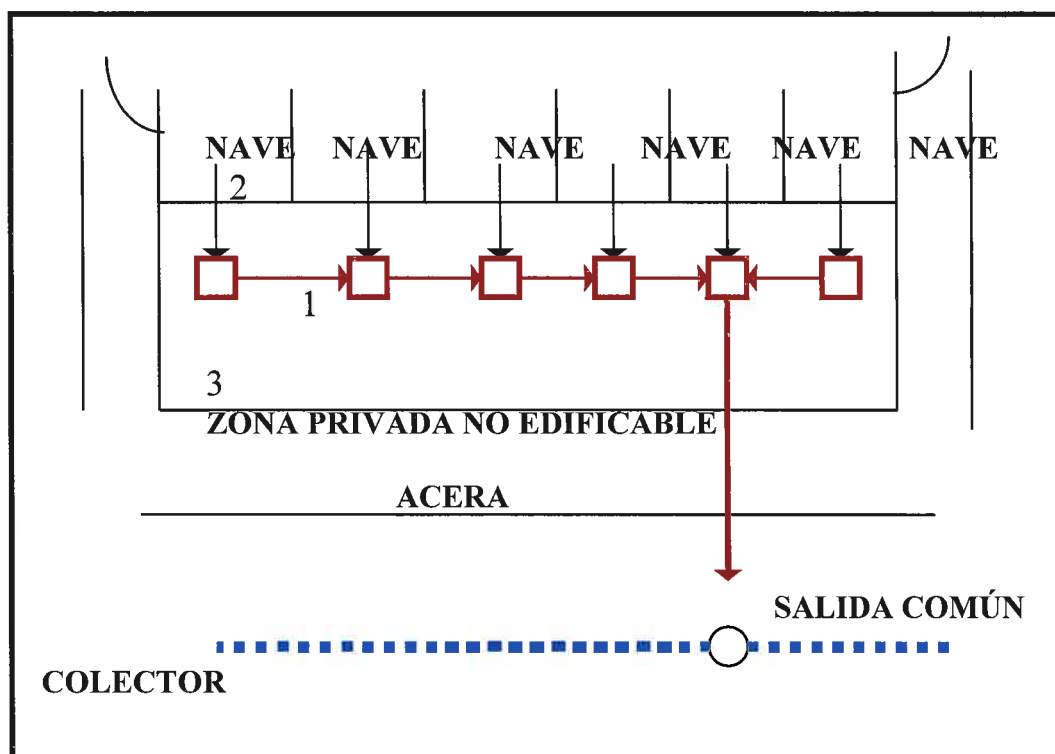 NAVE NAVE NAVE NAVE NAVE NAVE
2
1
3
ZONA PRIVADA NO EDIFICABLE
ACERA
SALIDA COMÚN
COLECTOR